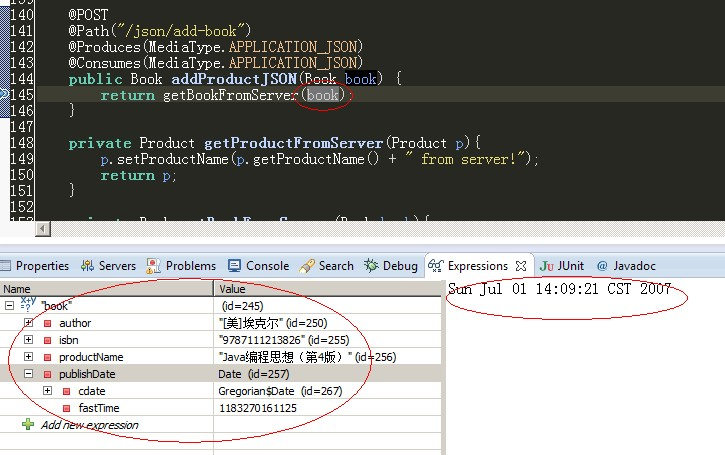 140 @POST
141 @Path("/json/add-book")
142 @Produces(MediaType.APPLICATION_JSON)
143 @Consumes(MediaType.APPLICATION_JSON)
144 public Book addProductJSON(Book book) {
145 return getBookFromServer(book);
146 }
147
148 private Product getProductFromServer(Product p){
149 p.setProductName(p.getProductName() + " from server!");
150 return p;
151 }
152
Properties Servers Problems Console Search Debug Expressions JUnit Javadoc
Name Value
"book" (id=245)
author "[美]埃克尔" (id=250)
isbn "9787111213826" (id=255)
productName "Java编程思想（第4版）" (id=256)
publishDate Date (id=257)
cdate Gregorian$Date (id=267)
fastTime 1183270161125
Add new expression
Sun Jul 01 14:09:21 CST 2007